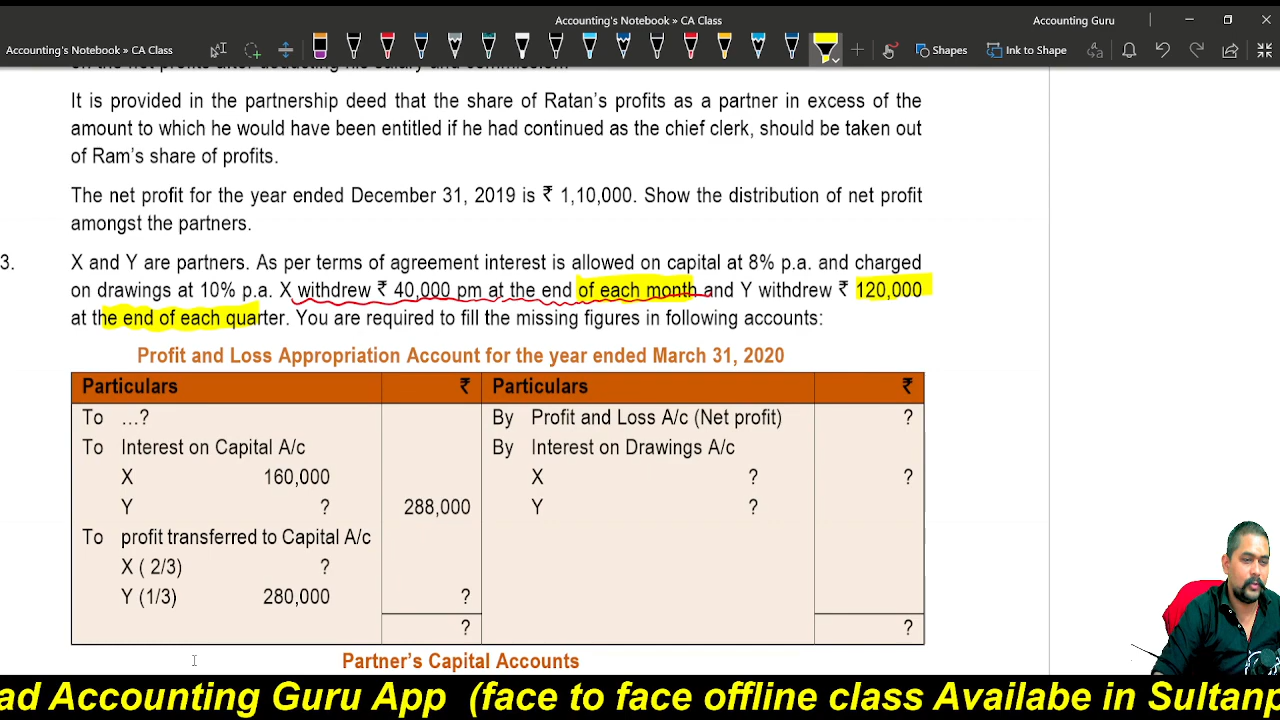 Accounting's Notebook » CA Class
Accounting Guru
Accounting's Notebook » CA Class
Shapes
Ink to Shape
on the net profits after deducting his salary and commission.
It is provided in the partnership deed that the share of Ratan's profits as a partner in excess of the
amount to which he would have been entitled if he had continued as the chief clerk, should be taken out
of Ram's share of profits.
The net profit for the year ended December 31, 2019 is ₹ 1,10,000. Show the distribution of net profit
amongst the partners.
3. X and Y are partners. As per terms of agreement interest is allowed on capital at 8% p.a. and charged
on drawings at 10% p.a. X withdrew ₹ 40,000 pm at the end of each month and Y withdrew ₹ 120,000
at the end of each quarter. You are required to fill the missing figures in following accounts:
Profit and Loss Appropriation Account for the year ended March 31, 2020
Particulars ₹ Particulars ₹
To …? By Profit and Loss A/c (Net profit) ?
To Interest on Capital A/c By Interest on Drawings A/c
X 160,000 X ? ?
Y ? 288,000 Y ?
To profit transferred to Capital A/c
X ( 2/3) ?
Y (1/3) 280,000 ?
? ?
Partner's Capital Accounts
ad Accounting Guru App (face to face offline class Availabe in Sultanp